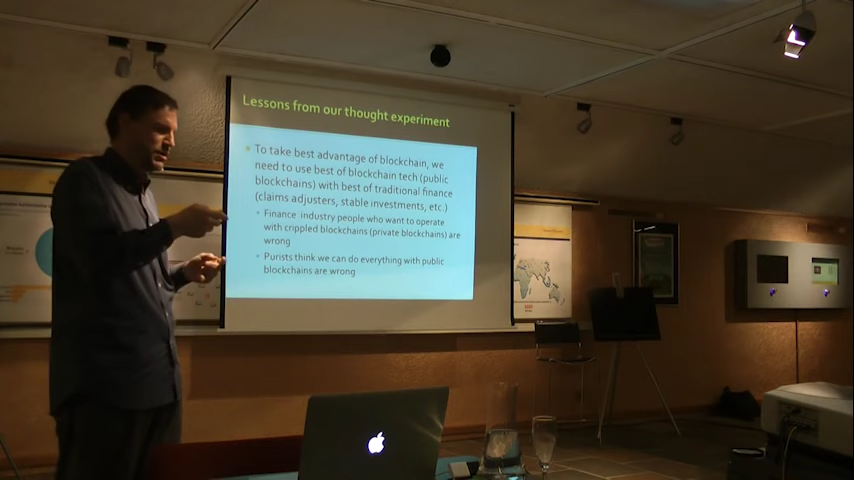 Lessons from our thought experiment
To take best advantage of blockchain, we
need to use best of blockchain tech (public
blockchains) with best of traditional finance
(claims adjusters, stable investments, etc.)
Finance industry people who want to operate
with crippled blockchains (private blockchains) are
wrong
Purists think we can do everything with public
blockchains are wrong